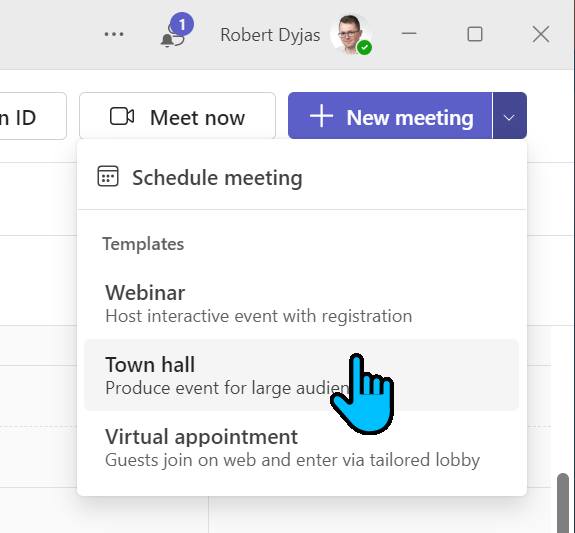 1
Robert Dyjas
n ID
Meet now
New meeting
Schedule meeting
Templates
Webinar
Host interactive event with registration
Town hall
Produce event for large audien
Virtual appointment
Guests join on web and enter via tailored lobby